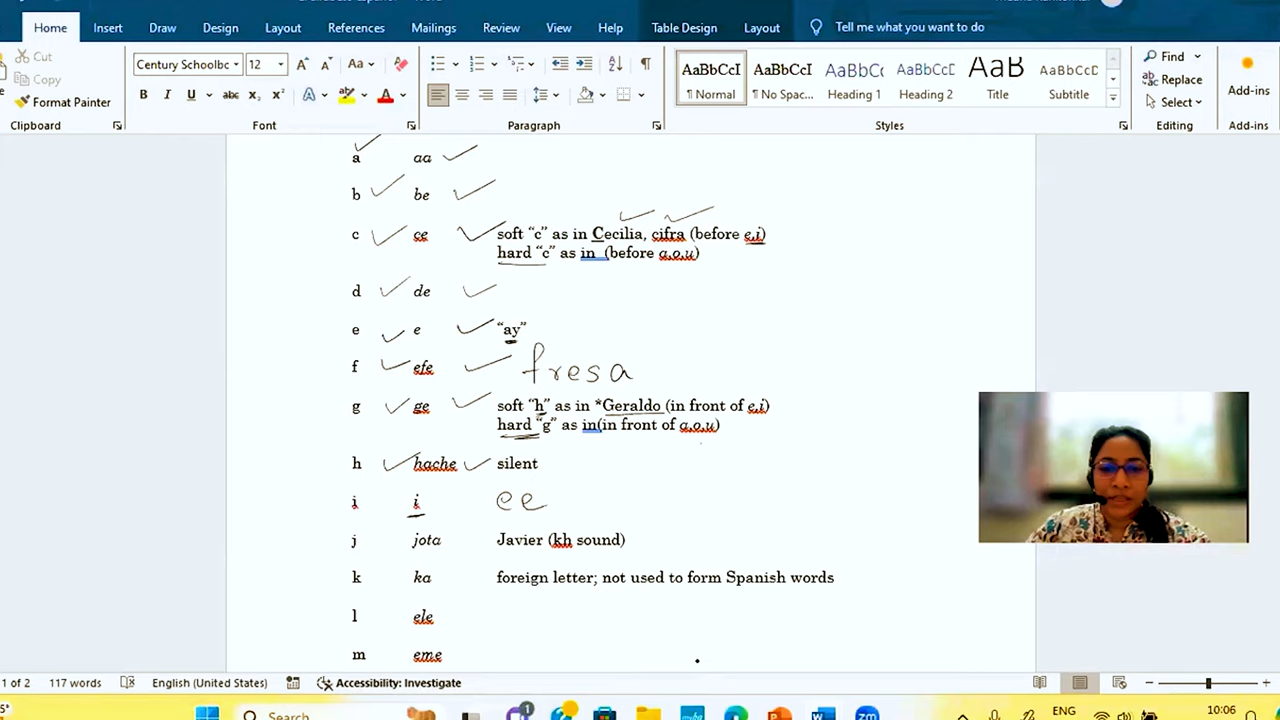 Home Insert Draw Design Layout References Mailings Review View Help Table Design Layout Tell me what you want to do
Cut
Copy
Format Painter
Clipboard
Century Schoolbc 12
Font
Paragraph
AaBbCcI AaBbCcI AaBbCc AaBbCcD AaB AaBbCcD
¶ Normal ¶ No Spac... Heading 1 Heading 2 Title Subtitle
Styles
Find
Replace
Select
Editing
Add-ins
Add-ins
a aa
b be
c ce soft “c” as in Cecilia, cifra (before e,i)
hard “c” as in (before a,o,u)
d de
e e “ay”
f efe fresa
g ge soft “h” as in *Geraldo (in front of e,i)
hard “g” as in(in front of a,o,u)
h hache silent
i i ee
j jota Javier (kh sound)
k ka foreign letter; not used to form Spanish words
l ele
m eme
1 of 2 117 words English (United States) Accessibility: Investigate
5° Search 1 zm ENG 10:06